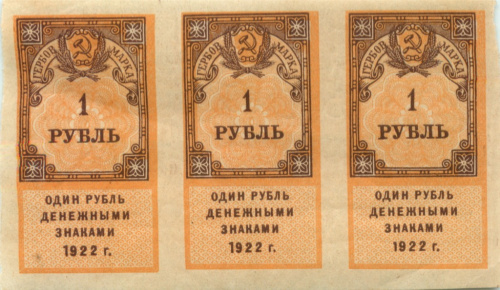 ГЕРБОВ. МАРКА
1
РУБЛЬ
ОДИН РУБЛЬ
ДЕНЕЖНЫМИ
ЗНАКАМИ
1922 г.
ГЕРБОВ. МАРКА
1
РУБЛЬ
ОДИН РУБЛЬ
ДЕНЕЖНЫМИ
ЗНАКАМИ
1922 г.
ГЕРБОВ. МАРКА
1
РУБЛЬ
ОДИН РУБЛЬ
ДЕНЕЖНЫМИ
ЗНАКАМИ
1922 г.